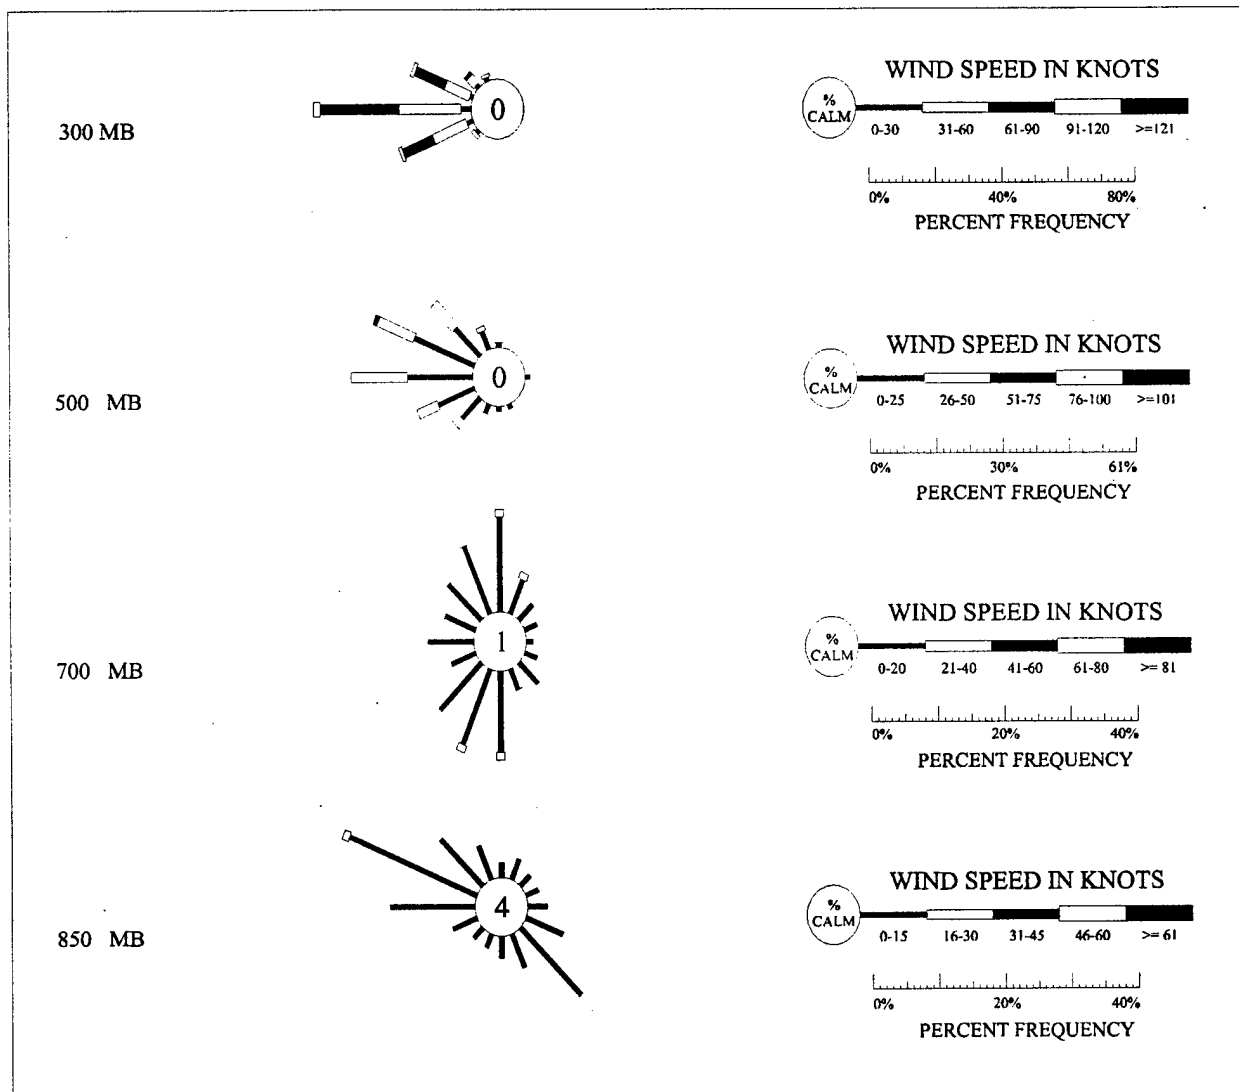 WIND SPEED IN KNOTS
300 MB
0
%
CALM
0-30 31-60 61-90 91-120 >=121
0% 40% 80%
PERCENT FREQUENCY
WIND SPEED IN KNOTS
500 MB
0
%
CALM
0-25 26-50 51-75 76-100 >=101
0% 30% 61%
PERCENT FREQUENCY
WIND SPEED IN KNOTS
700 MB
1
%
CALM
0-20 21-40 41-60 61-80 >= 81
0% 20% 40%
PERCENT FREQUENCY
WIND SPEED IN KNOTS
850 MB
4
%
CALM
0-15 16-30 31-45 46-60 >= 61
0% 20% 40%
PERCENT FREQUENCY